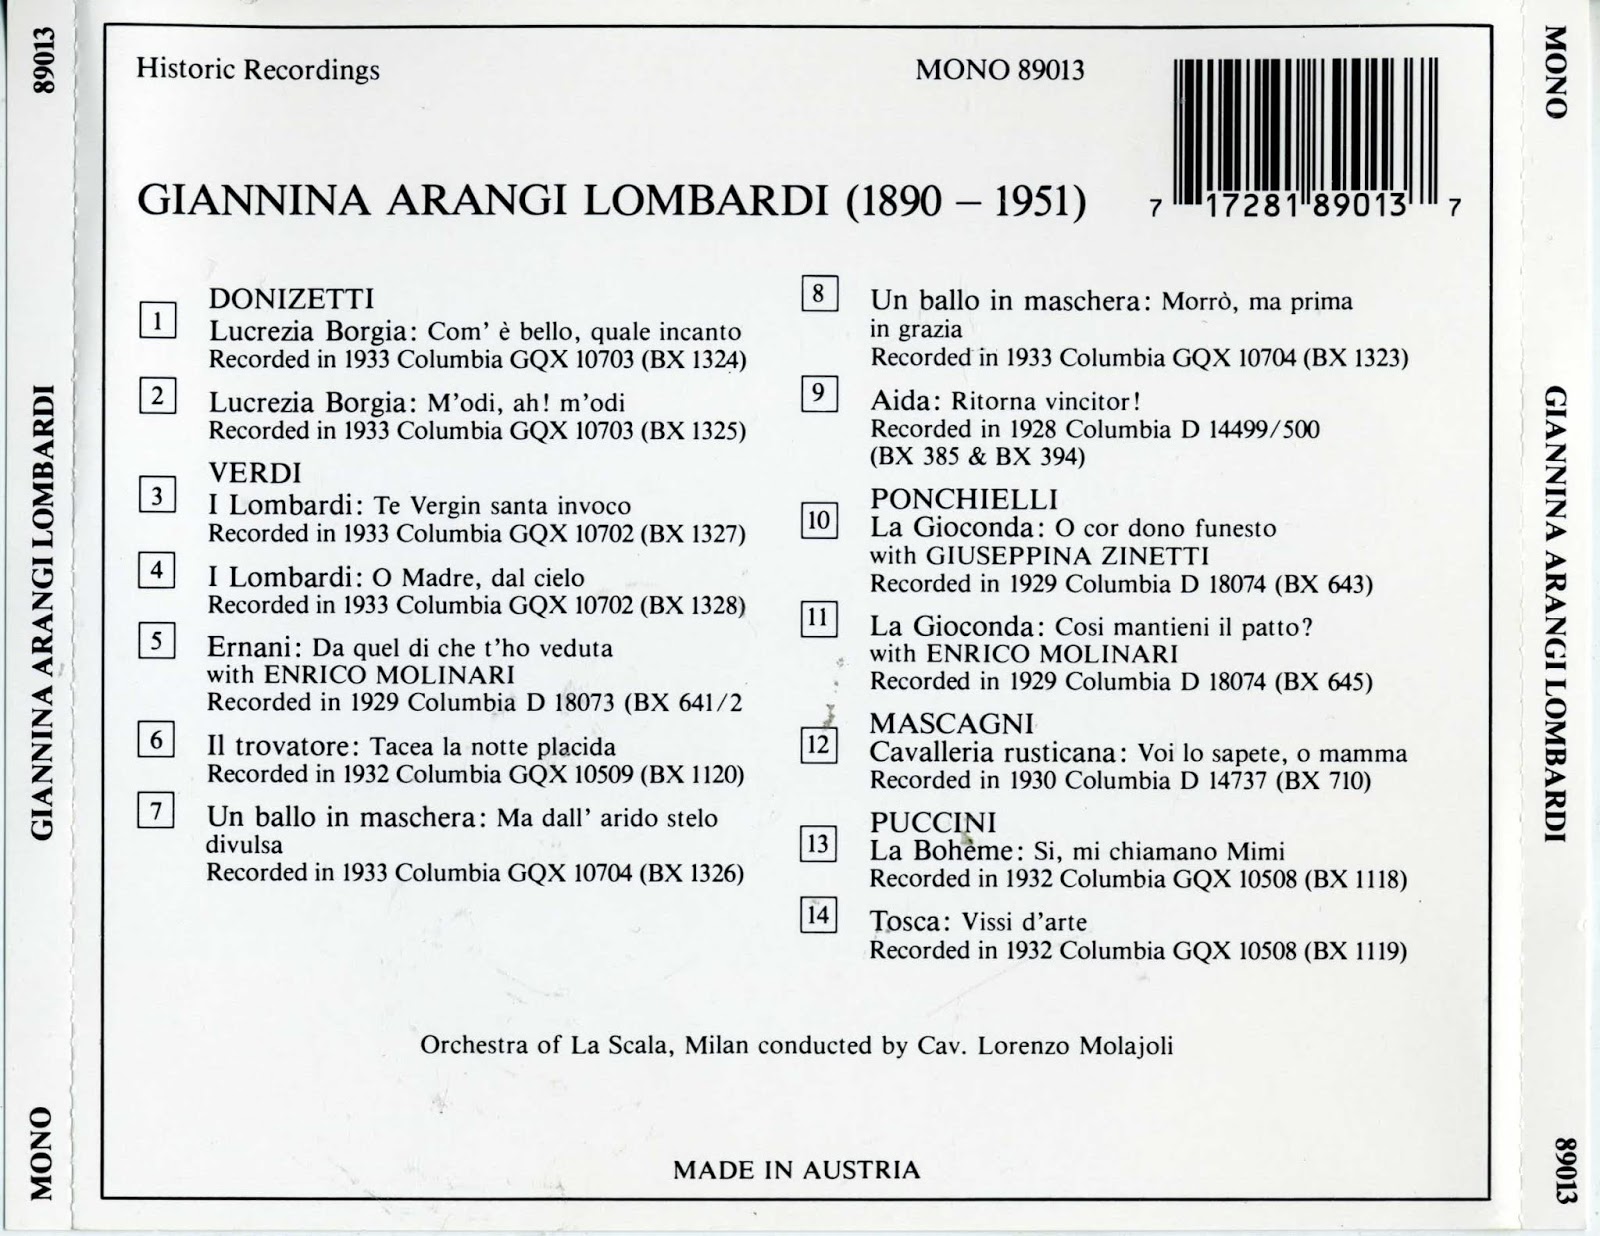 89013
GIANNINA ARANGI LOMBARDI
MONO
Historic Recordings
MONO 89013
7 17281 89013 7
GIANNINA ARANGI LOMBARDI (1890 – 1951)
DONIZETTI
1 Lucrezia Borgia: Com' è bello, quale incanto
Recorded in 1933 Columbia GQX 10703 (BX 1324)
2 Lucrezia Borgia: M'odi, ah! m'odi
Recorded in 1933 Columbia GQX 10703 (BX 1325)
VERDI
3 I Lombardi: Te Vergin santa invoco
Recorded in 1933 Columbia GQX 10702 (BX 1327)
4 I Lombardi: O Madre, dal cielo
Recorded in 1933 Columbia GQX 10702 (BX 1328)
5 Ernani: Da quel di che t'ho veduta
with ENRICO MOLINARI
Recorded in 1929 Columbia D 18073 (BX 641/2
6 Il trovatore: Tacea la notte placida
Recorded in 1932 Columbia GQX 10509 (BX 1120)
7 Un ballo in maschera: Ma dall' arido stelo
divulsa
Recorded in 1933 Columbia GQX 10704 (BX 1326)
8 Un ballo in maschera: Morrò, ma prima
in grazia
Recorded in 1933 Columbia GQX 10704 (BX 1323)
9 Aida: Ritorna vincitor!
Recorded in 1928 Columbia D 14499/500
(BX 385 & BX 394)
PONCHIELLI
10 La Gioconda: O cor dono funesto
with GIUSEPPINA ZINETTI
Recorded in 1929 Columbia D 18074 (BX 643)
11 La Gioconda: Cosi mantieni il patto?
with ENRICO MOLINARI
Recorded in 1929 Columbia D 18074 (BX 645)
MASCAGNI
12 Cavalleria rusticana: Voi lo sapete, o mamma
Recorded in 1930 Columbia D 14737 (BX 710)
PUCCINI
13 La Bohème: Si, mi chiamano Mimi
Recorded in 1932 Columbia GQX 10508 (BX 1118)
14 Tosca: Vissi d'arte
Recorded in 1932 Columbia GQX 10508 (BX 1119)
Orchestra of La Scala, Milan conducted by Cav. Lorenzo Molajoli
MADE IN AUSTRIA
MONO
GIANNINA ARANGI LOMBARDI
89013